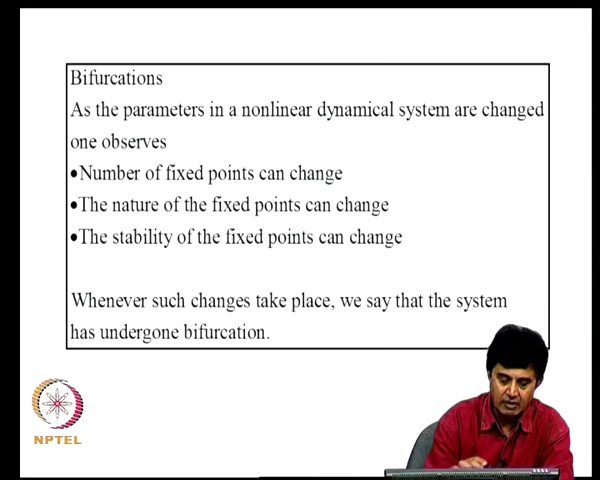 Bifurcations
As the parameters in a nonlinear dynamical system are changed
one observes
•Number of fixed points can change
•The nature of the fixed points can change
•The stability of the fixed points can change
Whenever such changes take place, we say that the system
has undergone bifurcation.
NPTEL